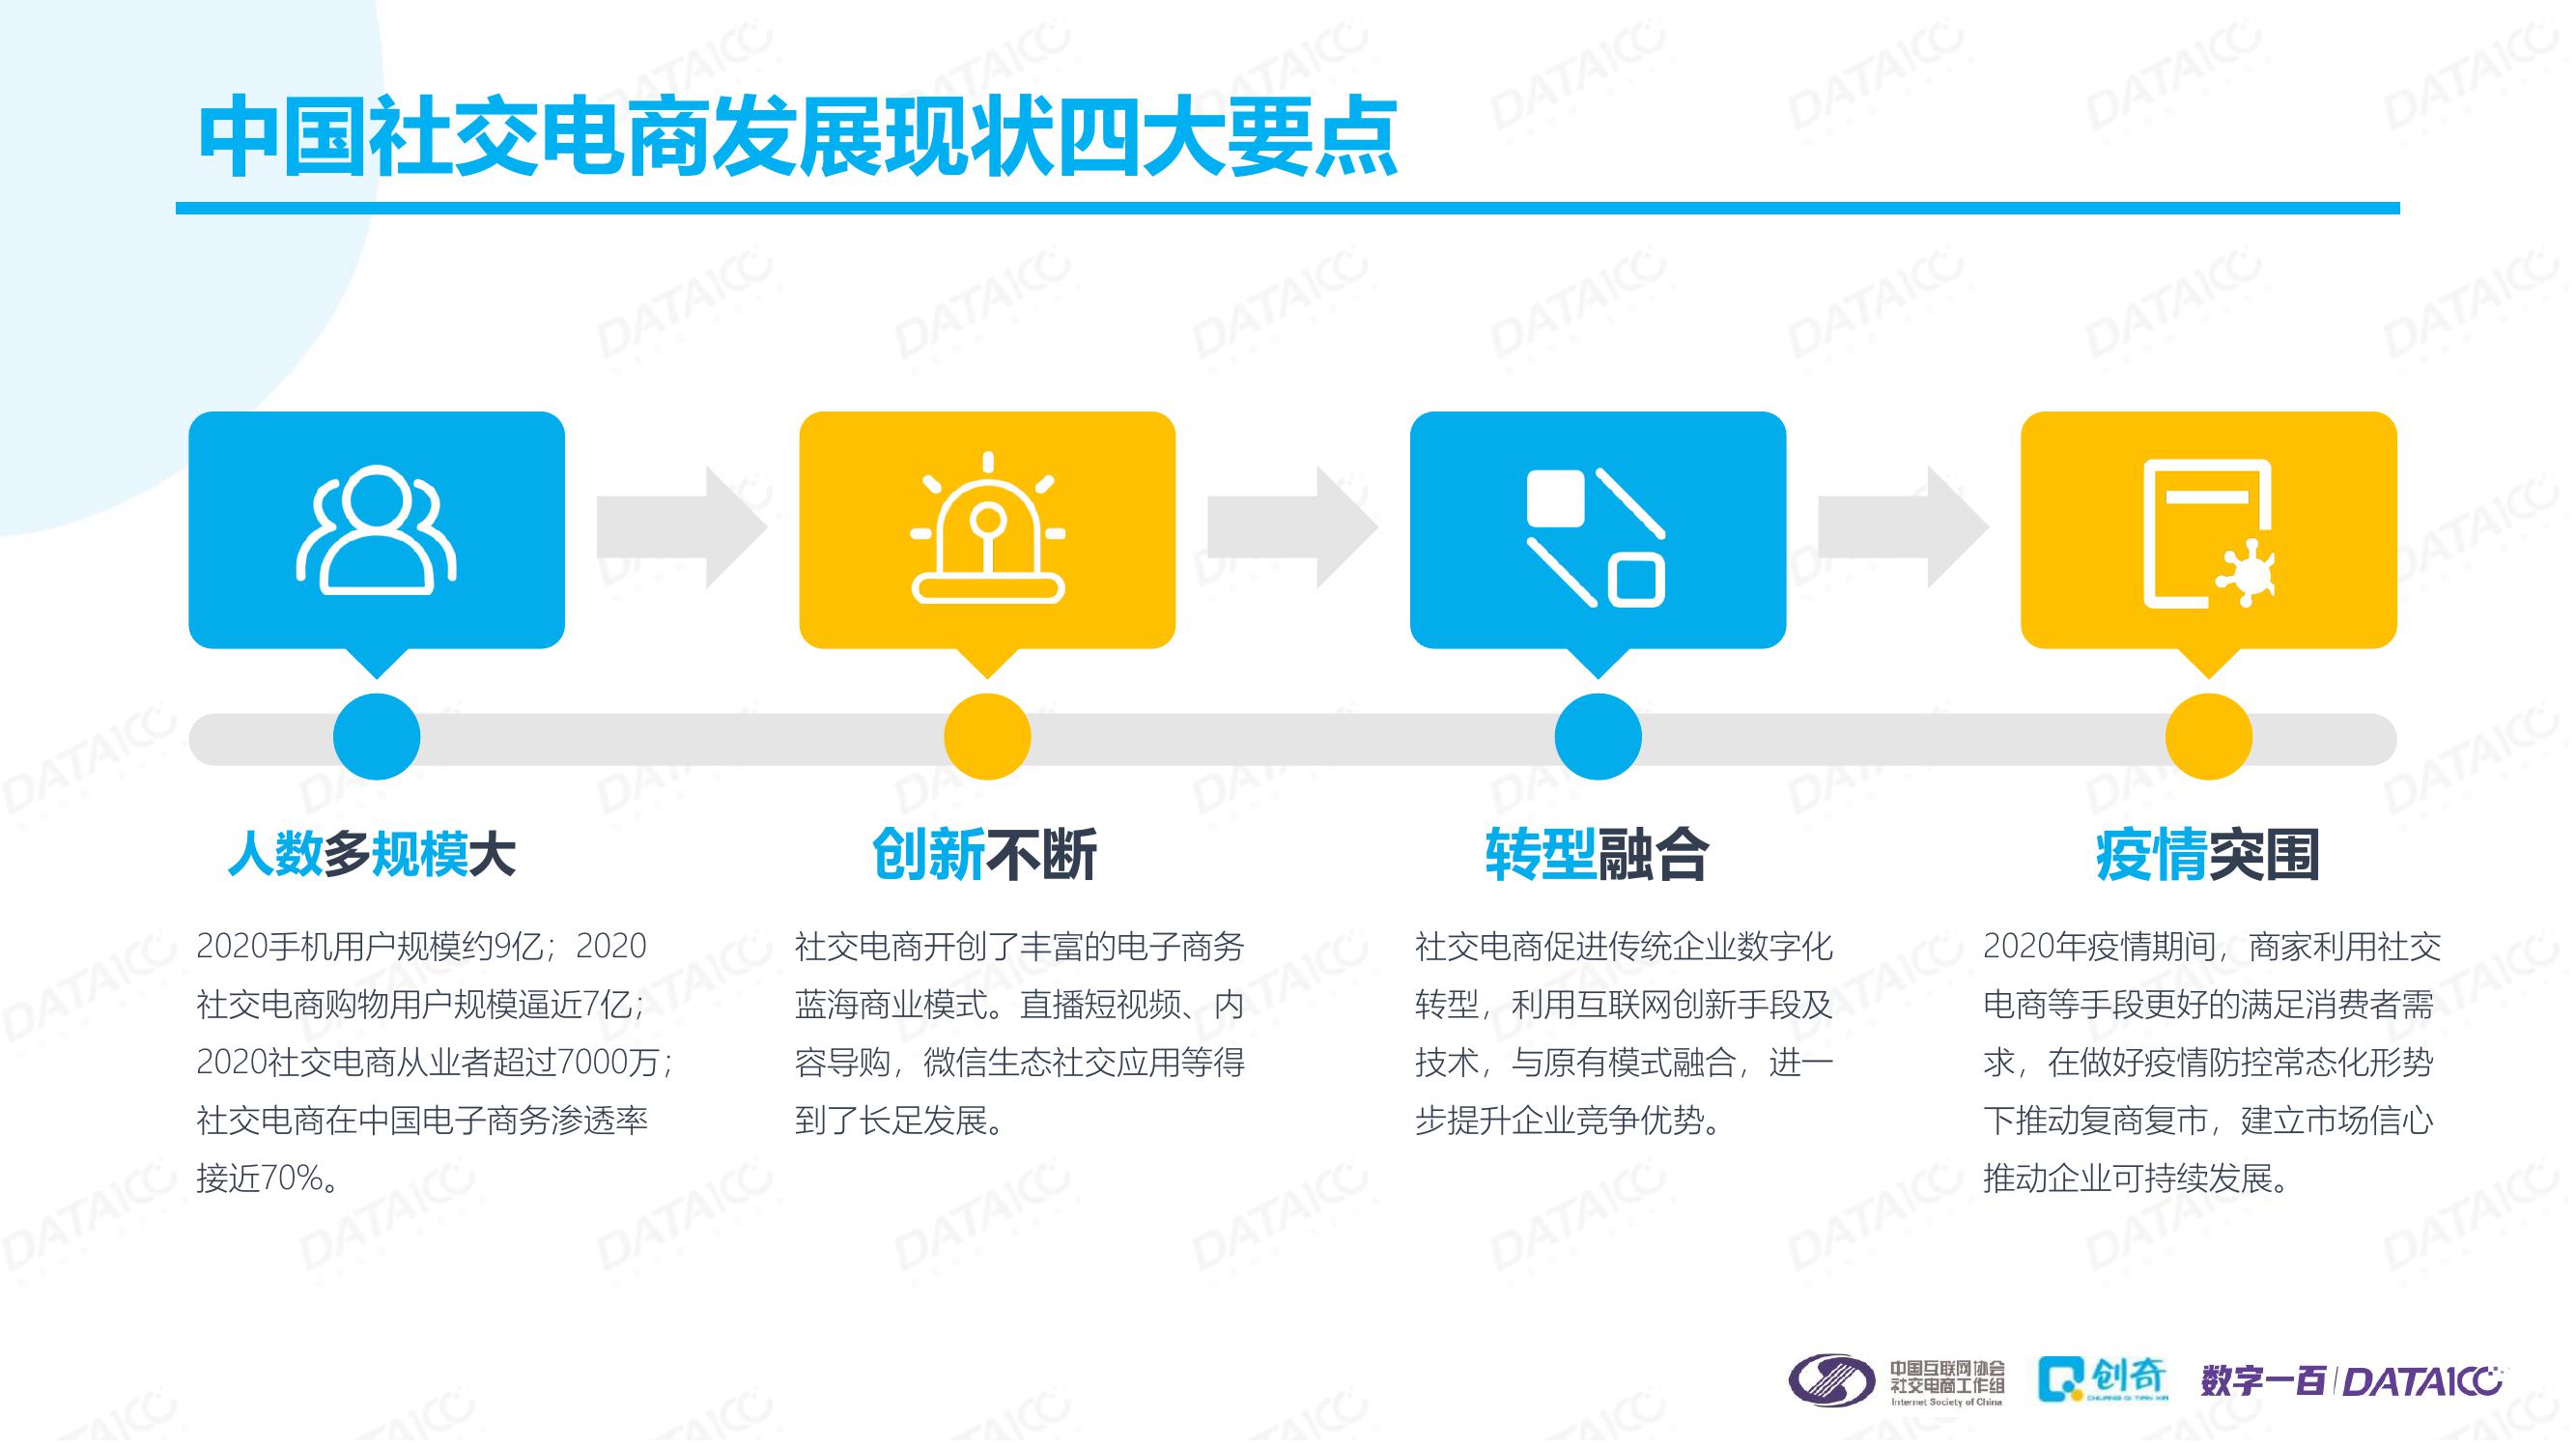 中国社交电商发展现状四大要点
人数多规模大
2020手机用户规模约9亿；2020
社交电商购物用户规模逼近7亿；
2020社交电商从业者超过7000万；
社交电商在中国电子商务渗透率
接近70%。
创新不断
社交电商开创了丰富的电子商务
蓝海商业模式。直播短视频、内
容导购，微信生态社交应用等得
到了长足发展。
转型融合
社交电商促进传统企业数字化
转型，利用互联网创新手段及
技术，与原有模式融合，进一
步提升企业竞争优势。
疫情突围
2020年疫情期间，商家利用社交
电商等手段更好的满足消费者需
求，在做好疫情防控常态化形势
下推动复商复市，建立市场信心
推动企业可持续发展。
中国互联网协会
社交电商工作组
Internet Society of China
创奇
CHUANG QI TIAN XIA
数字一百 | DATA1CC